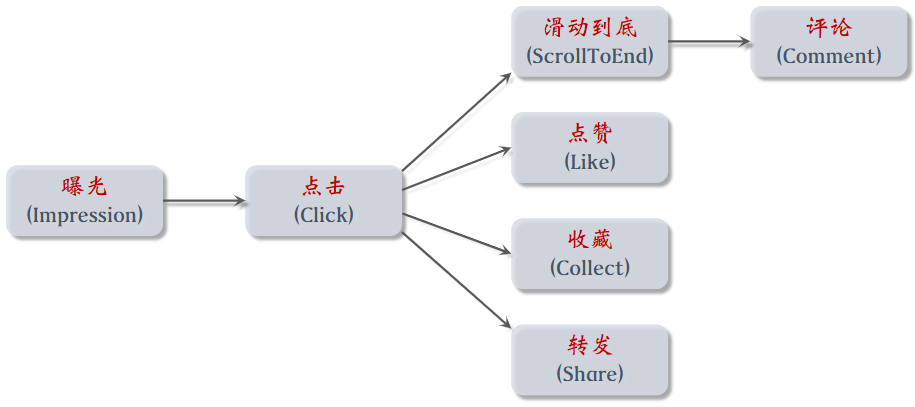 曝光
(Impression)
点击
(Click)
滑动到底
(ScrollToEnd)
评论
(Comment)
点赞
(Like)
收藏
(Collect)
转发
(Share)